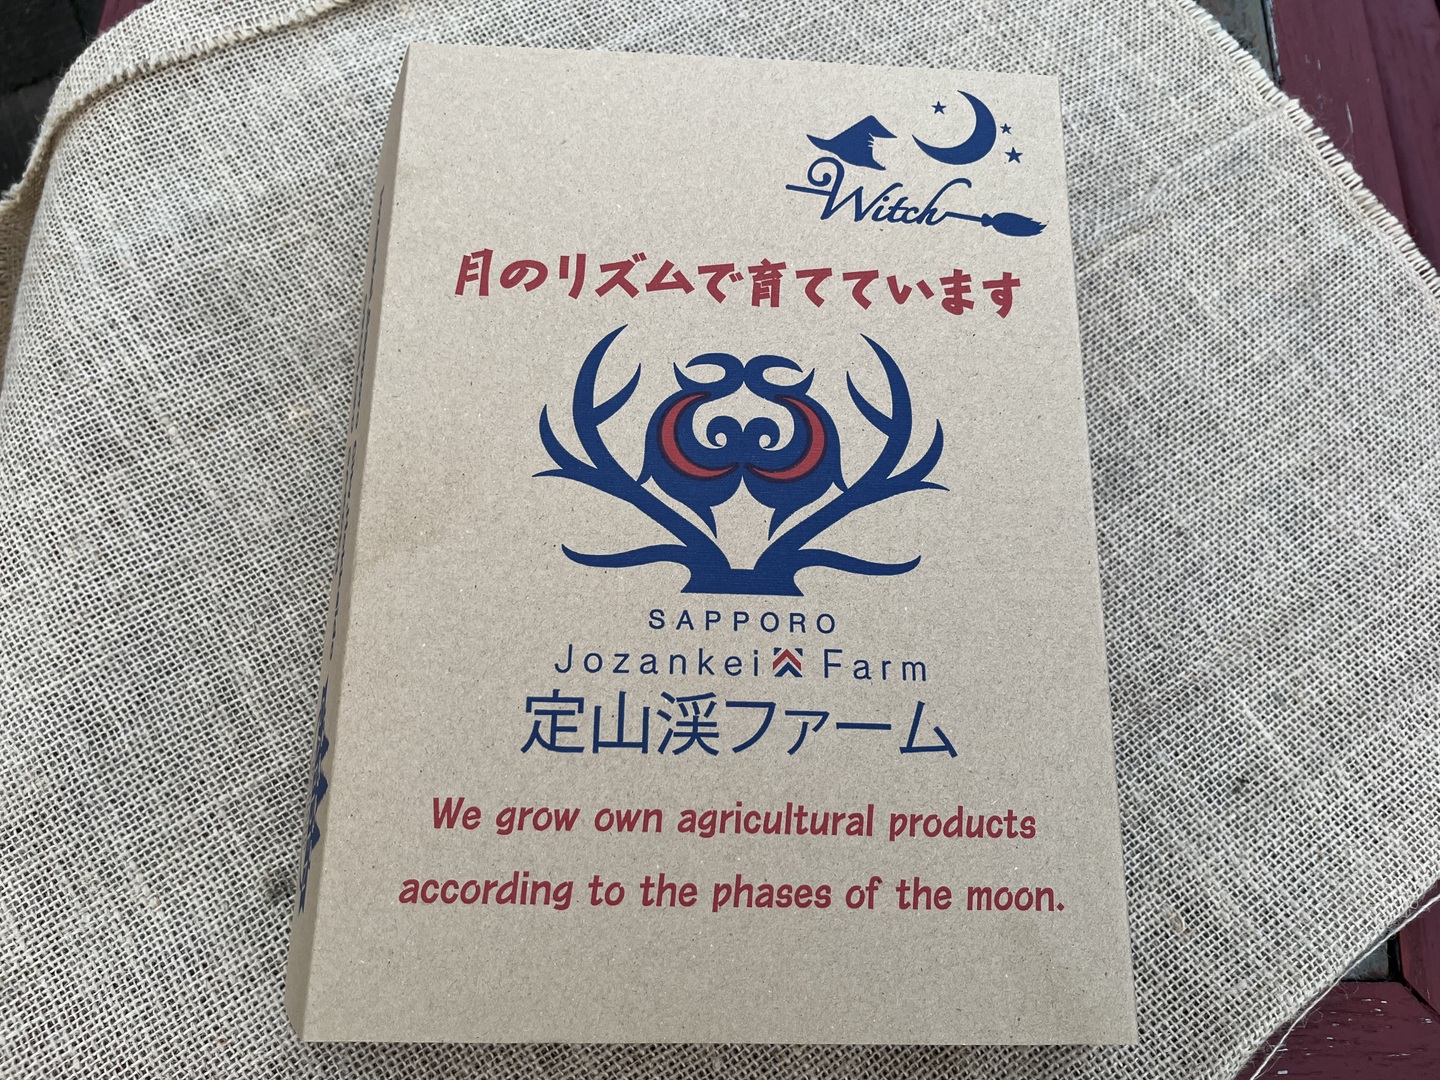 Witch
月のリズムで育てています
SAPPORO
Jozankei Farm
定山渓ファーム
We grow own agricultural products
according to the phases of the moon.